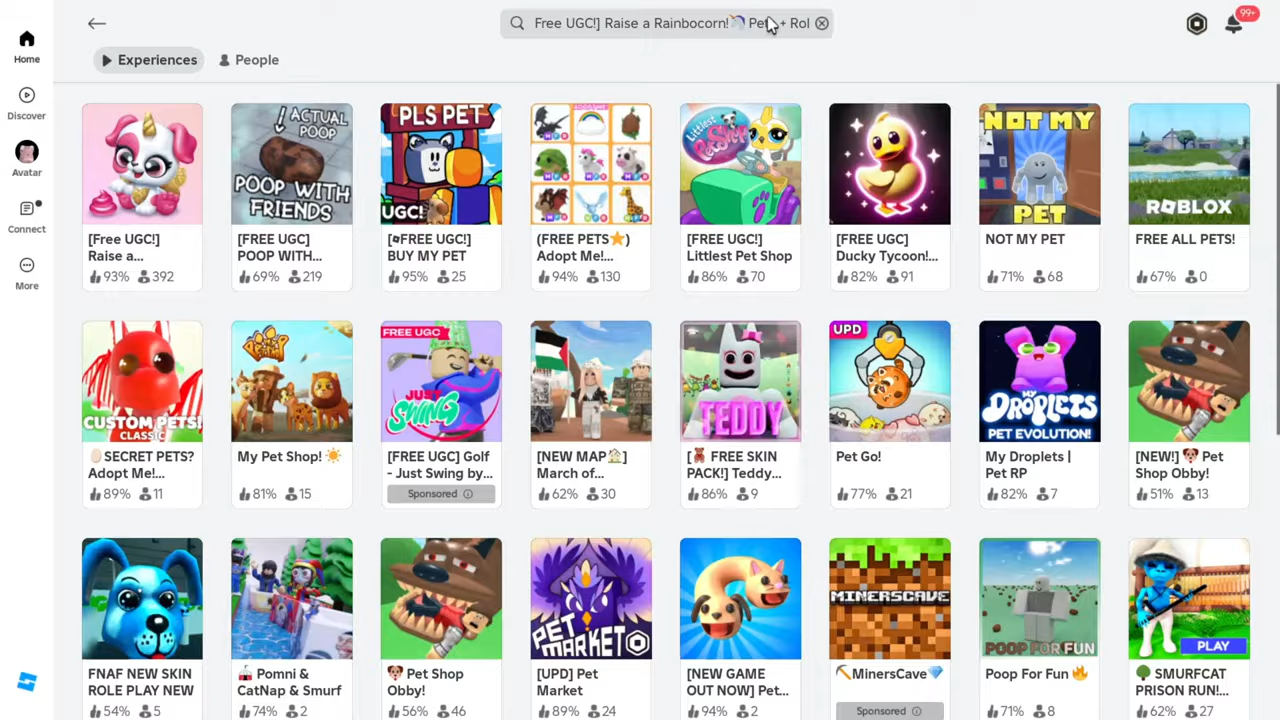 Free UGC!] Raise a Rainbocorn!🦄 Pet + Rol
99+
Home
Discover
Avatar
Connect
More
Experiences
People
[Free UGC!]
Raise a...
93% 392
ACTUAL
POOP
POOP WITH
FRIENDS
[FREE UGC]
POOP WITH...
69% 219
PLS PET
UGC!
FREE UGC!]
BUY MY PET
95% 25
(FREE PETS⭐)
Adopt Me!...
94% 130
Littlest
Pet Shop
[FREE UGC!]
Littlest Pet Shop
86% 70
[FREE UGC]
Ducky Tycoon!...
82% 91
NOT MY
PET
NOT MY PET
71% 68
ROBLOX
FREE ALL PETS!
67% 0
CUSTOM PETS!
CLASSIC
SECRET PETS?
Adopt Me!...
89% 11
My Pet Shop! ☀️
81% 15
FREE UGC
JUST
SWING
[FREE UGC] Golf
- Just Swing by...
Sponsored
[NEW MAP🏠]
March of...
62% 30
TEDDY
[🧸 FREE SKIN
PACK!] Teddy...
86% 9
UPD
Pet Go!
77% 21
MY
DROPLETS
PET EVOLUTION!
My Droplets |
Pet RP
82% 7
[NEW!] 🐶 Pet
Shop Obby!
51% 13
FNAF NEW SKIN
ROLE PLAY NEW
54% 5
Pomni &
CatNap & Smurf
74% 2
🐶 Pet Shop
Obby!
56% 46
PET
MARKET
[UPD] Pet
Market
89% 24
[NEW GAME
OUT NOW] Pet...
94% 2
MINERSCAVE
⛏️MinersCave💎
Sponsored
POOP FOR FUN
Poop For Fun 🔥
71% 8
PLAY
🌳 SMURFCAT
PRISON RUN!...
62% 27